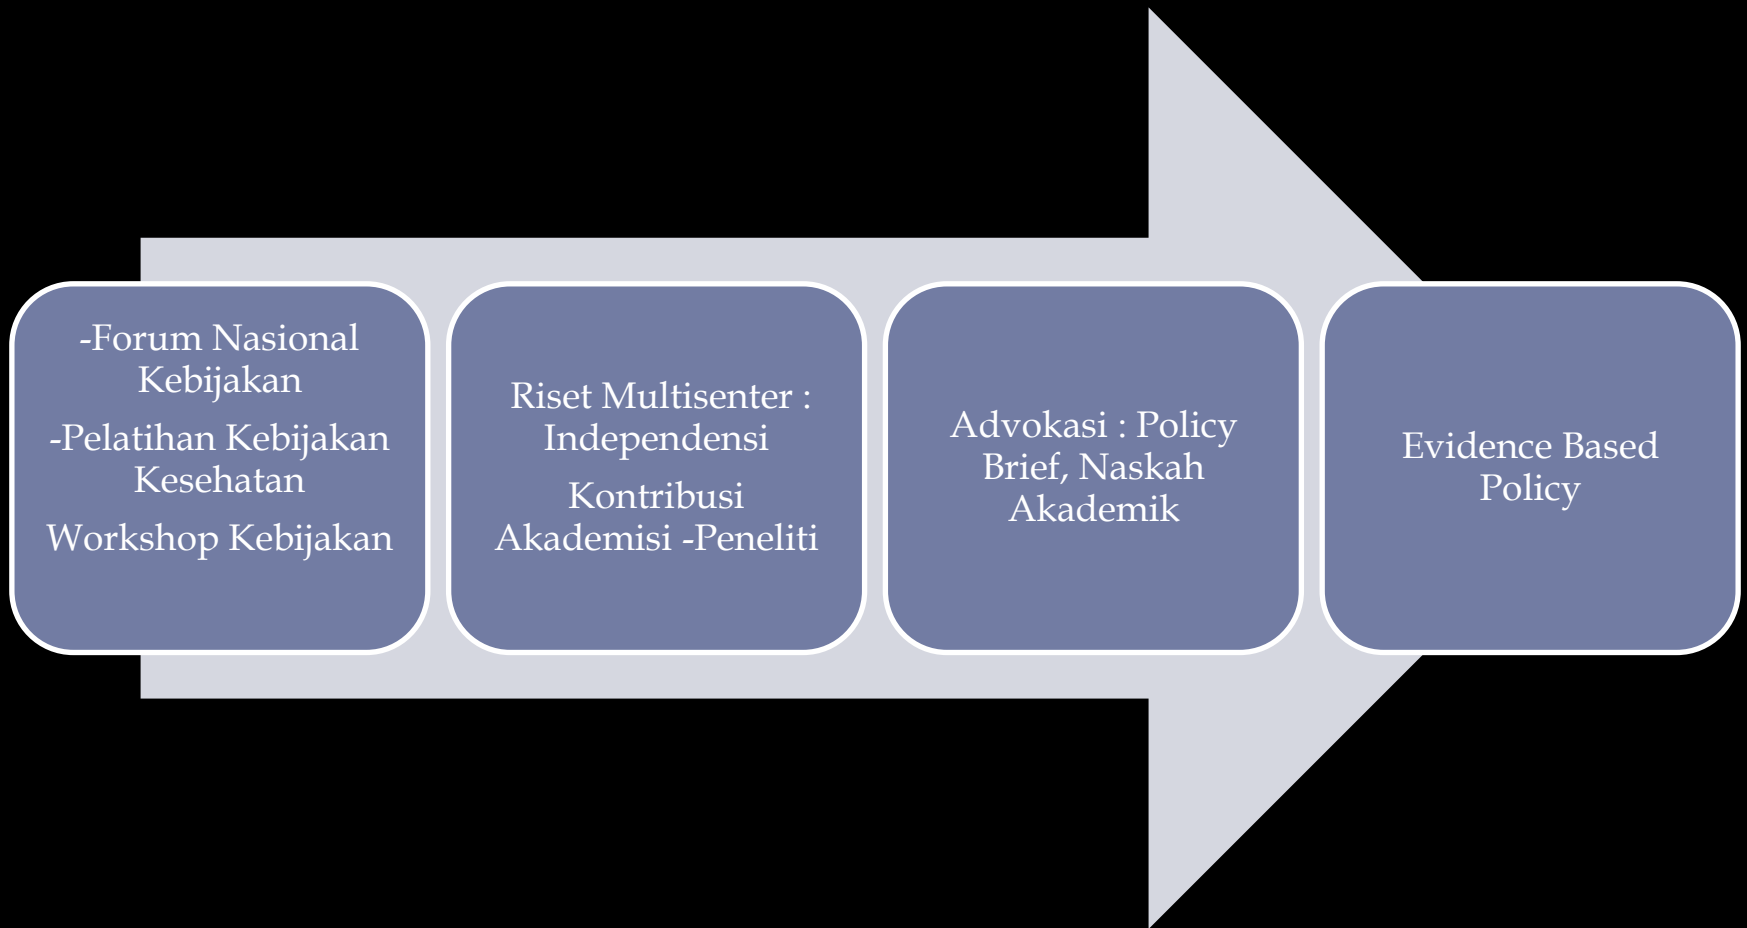 -Forum Nasional
Kebijakan
-Pelatihan Kebijakan
Kesehatan
Workshop Kebijakan
Riset Multisenter :
Independensi
Kontribusi
Akademisi -Peneliti
Advokasi : Policy
Brief, Naskah
Akademik
Evidence Based
Policy